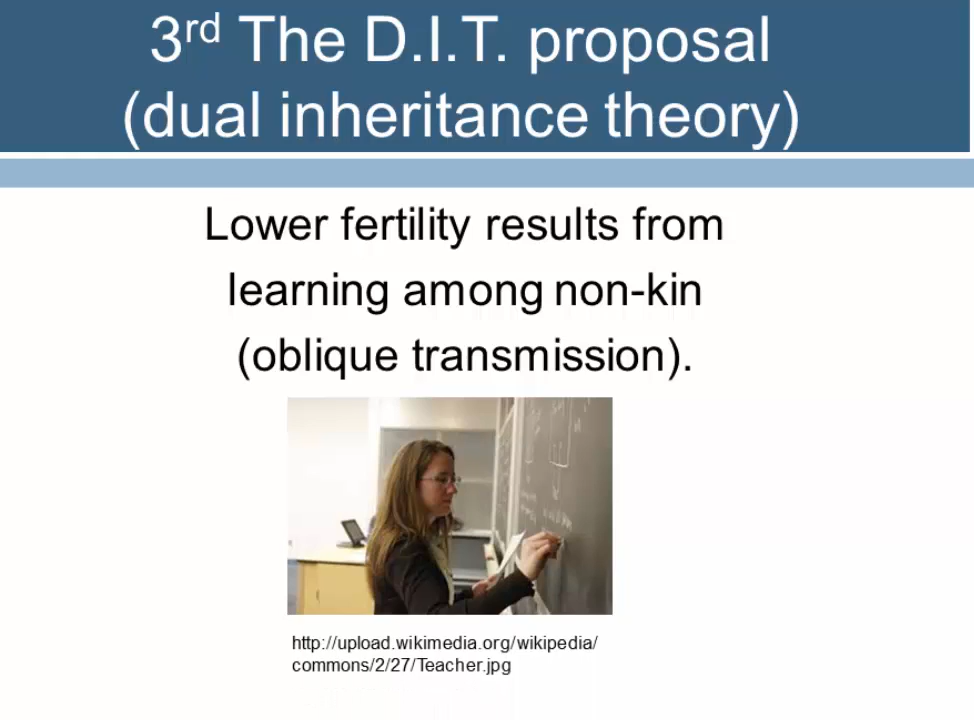 3rd The D.I.T. proposal
(dual inheritance theory)
Lower fertility results from
learning among non-kin
(oblique transmission).
http://upload.wikimedia.org/wikipedia/
commons/2/27/Teacher.jpg